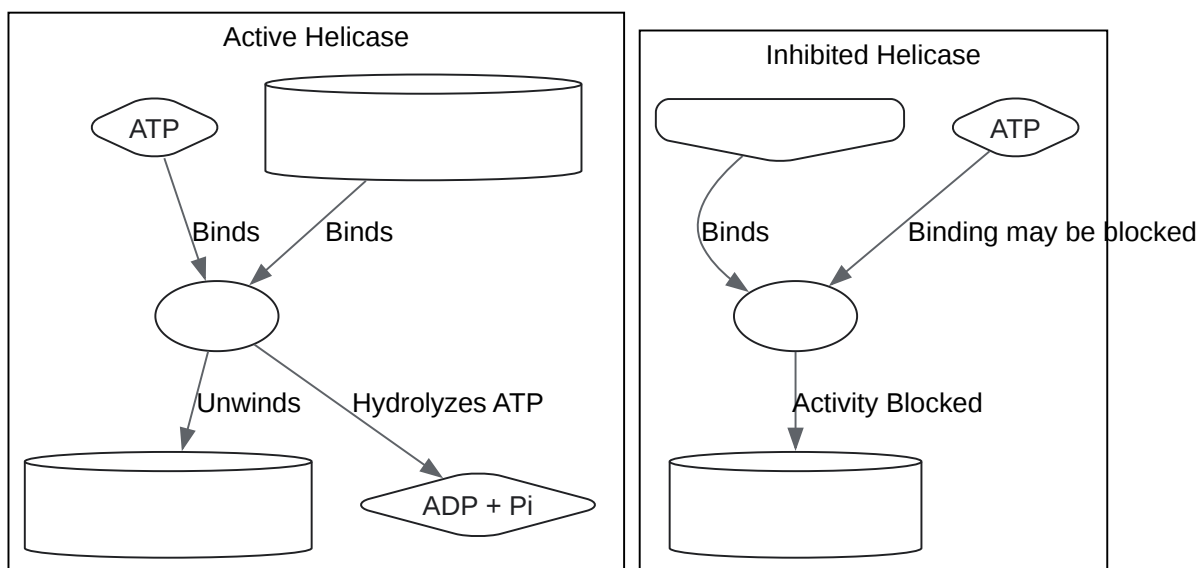 Active Helicase
ATP
Binds
Binds
Unwinds
Hydrolyzes ATP
ADP + Pi
Inhibited Helicase
ATP
Binds
Binding may be blocked
Activity Blocked